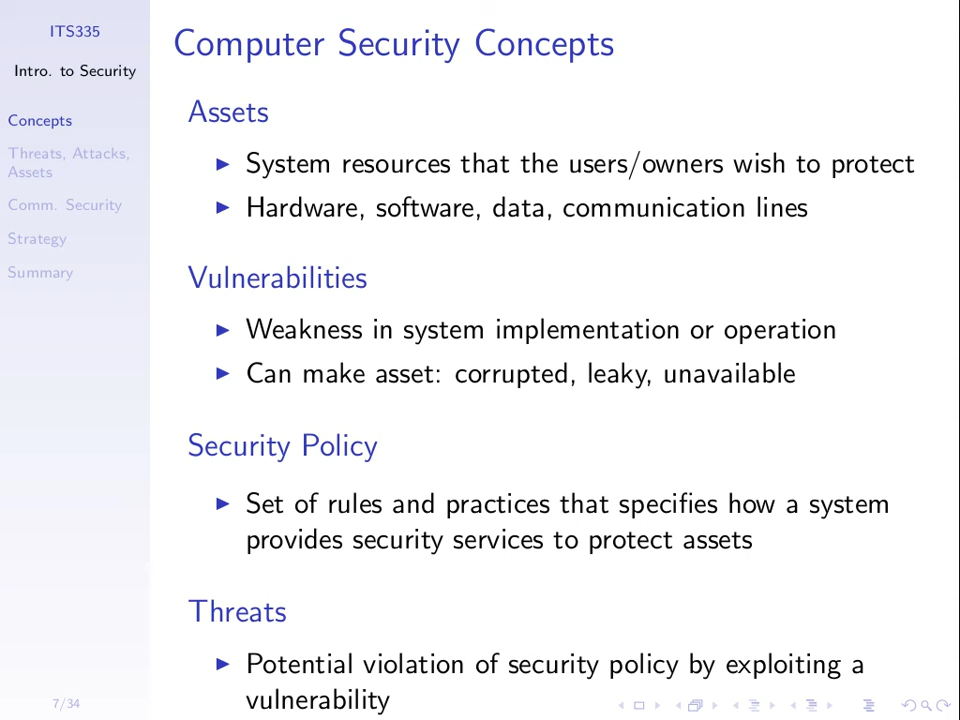 ITS335
Intro. to Security
Concepts
Threats, Attacks,
Assets
Comm. Security
Strategy
Summary
7/34
Computer Security Concepts
Assets
System resources that the users/owners wish to protect
Hardware, software, data, communication lines
Vulnerabilities
Weakness in system implementation or operation
Can make asset: corrupted, leaky, unavailable
Security Policy
Set of rules and practices that specifies how a system
provides security services to protect assets
Threats
Potential violation of security policy by exploiting a
vulnerability